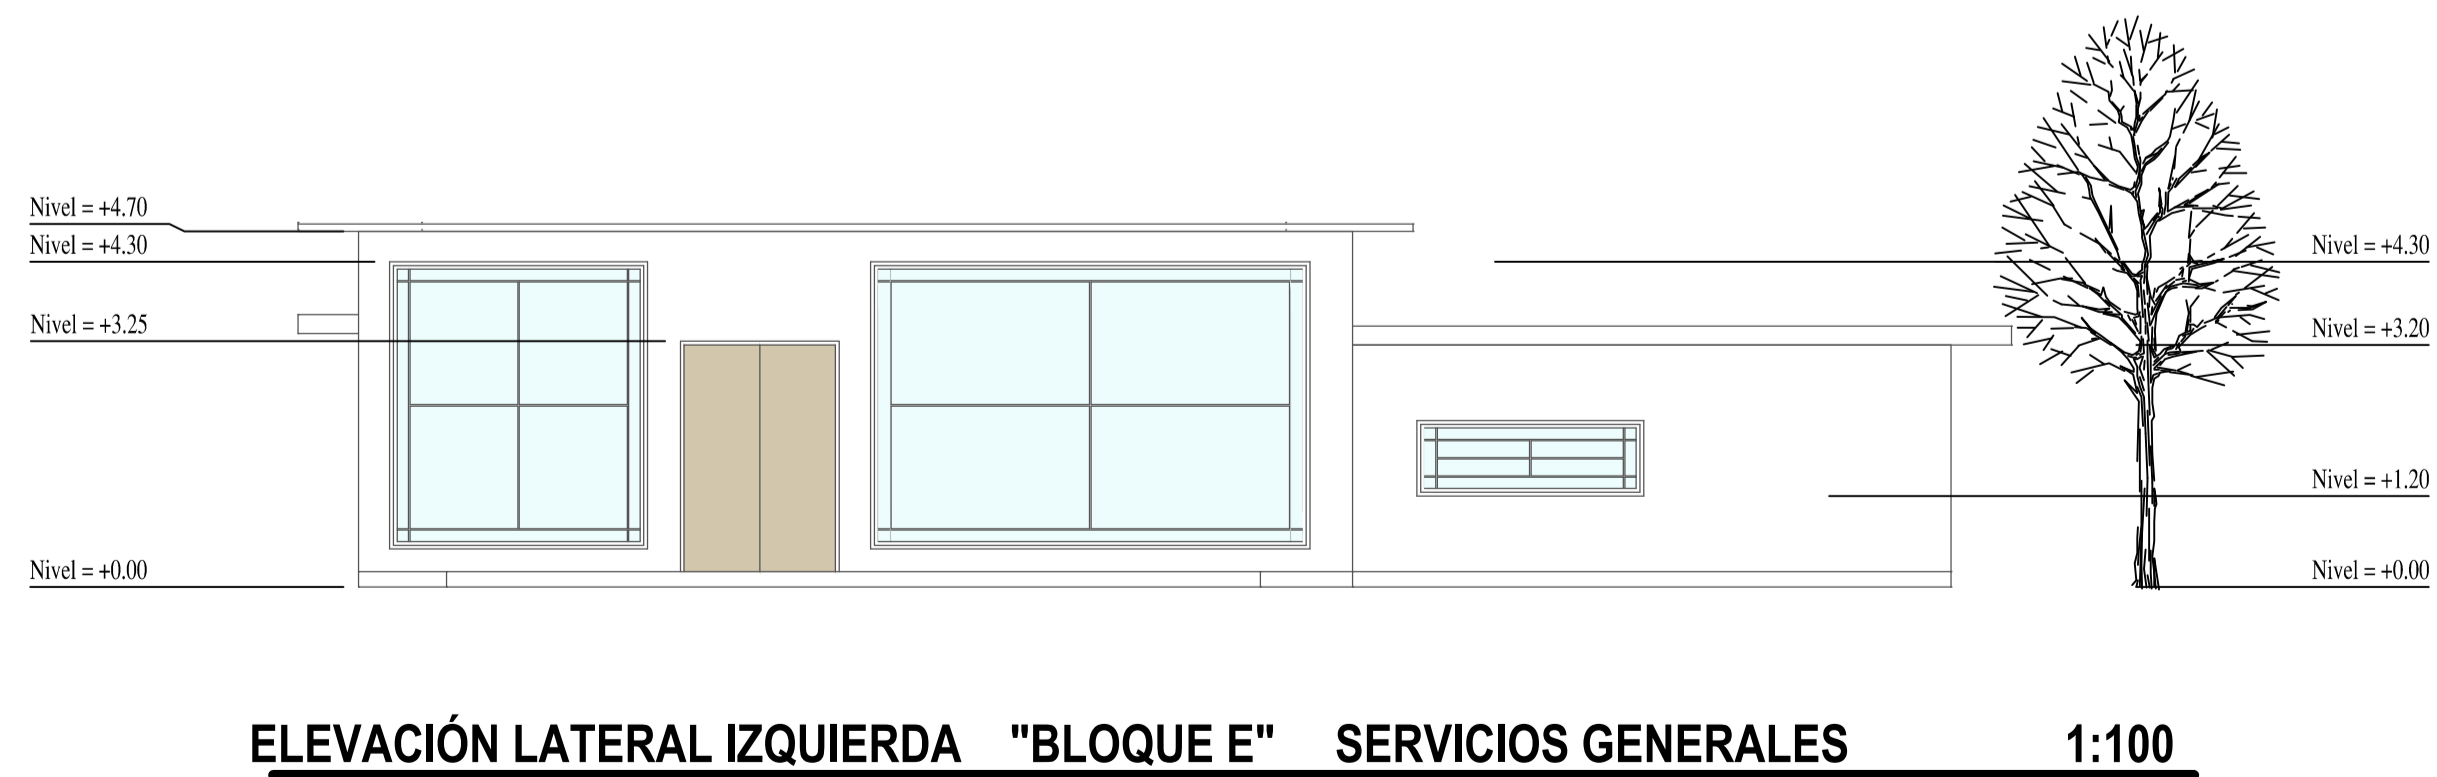 Nivel = +4.70
Nivel = +4.30
Nivel = +3.25
Nivel = +0.00
Nivel = +4.30
Nivel = +3.20
Nivel = +1.20
Nivel = +0.00
ELEVACIÓN LATERAL IZQUIERDA "BLOQUE E" SERVICIOS GENERALES 1:100